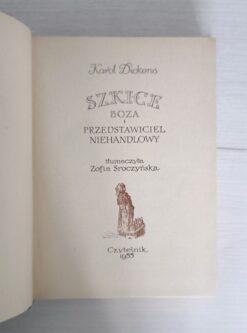 Karol Dickens
SZKICE
BOZA
I
PRZEDSTAWICIEL
NIEHANDLOWY
tłumaczyła
Zofia Sroczyńska
Czytelnik
1955